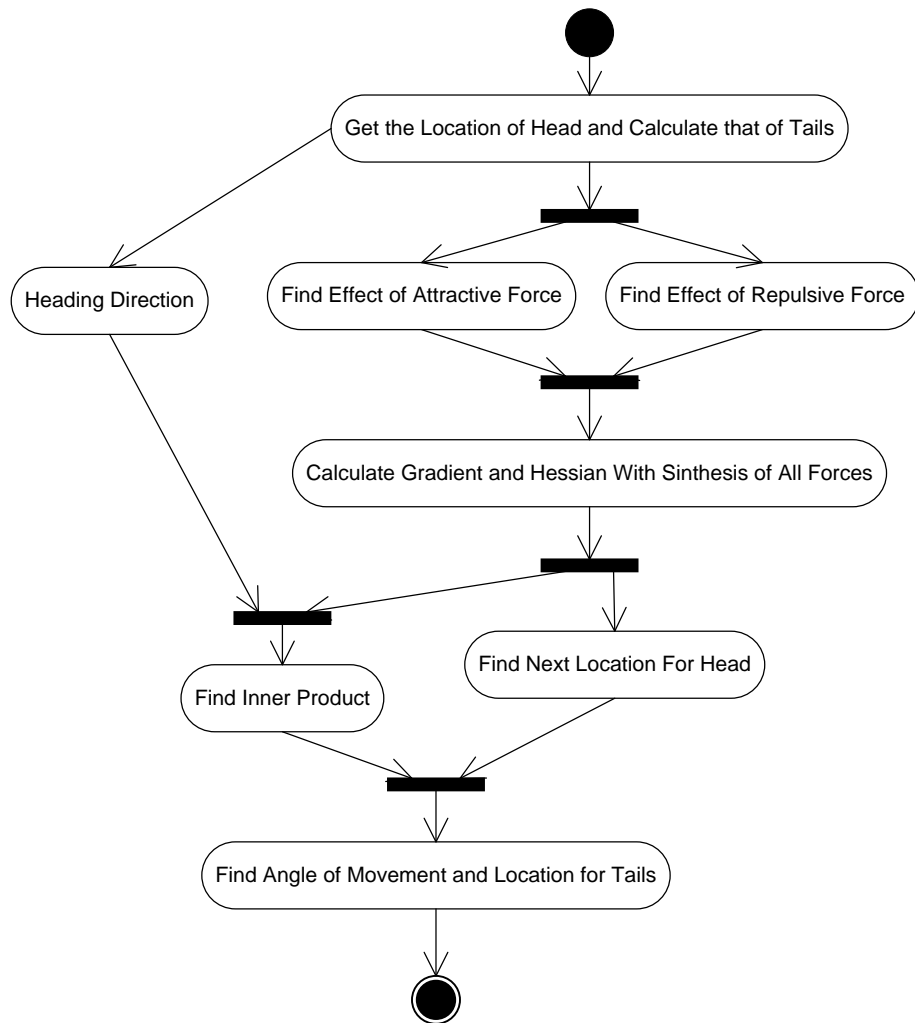 Get the Location of Head and Calculate that of Tails
Heading Direction
Find Effect of Attractive Force
Find Effect of Repulsive Force
Calculate Gradient and Hessian With Sinthesis of All Forces
Find Next Location For Head
Find Inner Product
Find Angle of Movement and Location for Tails